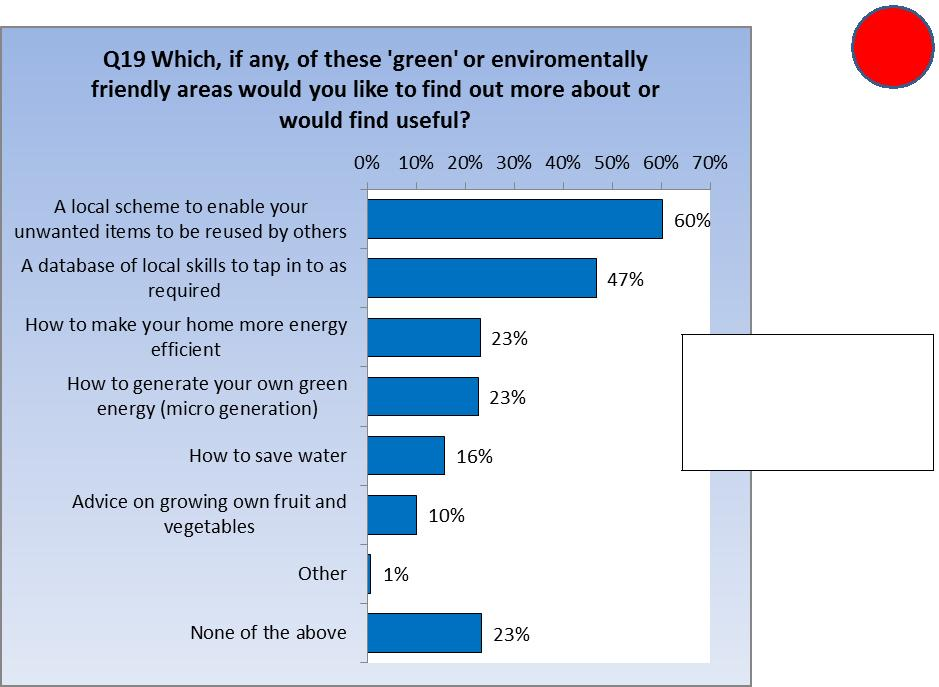 Q19 Which, if any, of these 'green' or enviromentally
friendly areas would you like to find out more about or
would find useful?
0% 10% 20% 30% 40% 50% 60% 70%
A local scheme to enable your
unwanted items to be reused by others
60%
A database of local skills to tap in to as
required
47%
How to make your home more energy
efficient
23%
How to generate your own green
energy (micro generation)
23%
How to save water
16%
Advice on growing own fruit and
vegetables
10%
Other
1%
None of the above
23%